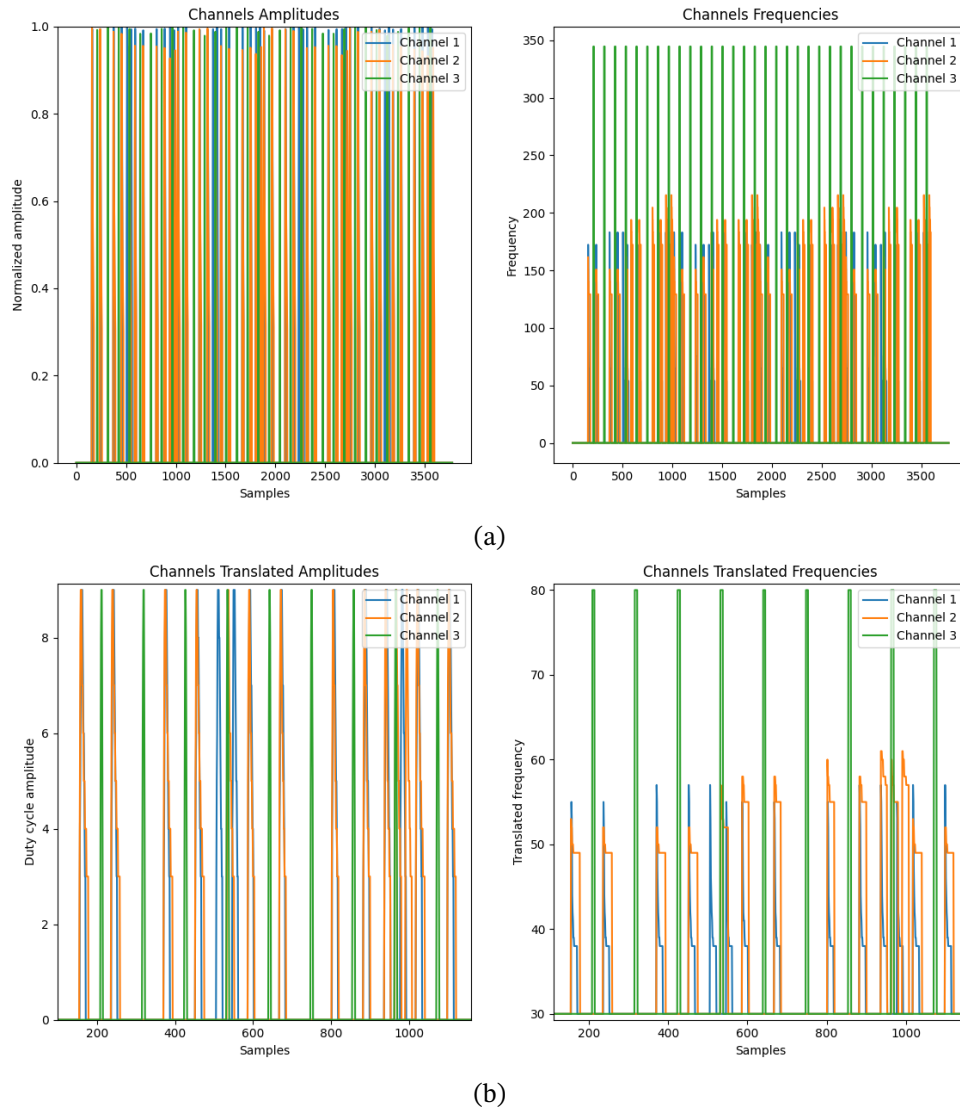 Channels Amplitudes
1.0
0.8
0.6
0.4
0.2
0.0
Normalized amplitude
0 500 1000 1500 2000 2500 3000 3500
Samples
Channel 1
Channel 2
Channel 3
Channels Frequencies
350
300
250
200
150
100
50
0
Frequency
0 500 1000 1500 2000 2500 3000 3500
Samples
Channel 1
Channel 2
Channel 3
(a)
Channels Translated Amplitudes
8
6
4
2
0
Duty cycle amplitude
200 400 600 800 1000
Samples
Channel 1
Channel 2
Channel 3
Channels Translated Frequencies
80
70
60
50
40
30
Translated frequency
200 400 600 800 1000
Samples
Channel 1
Channel 2
Channel 3
(b)